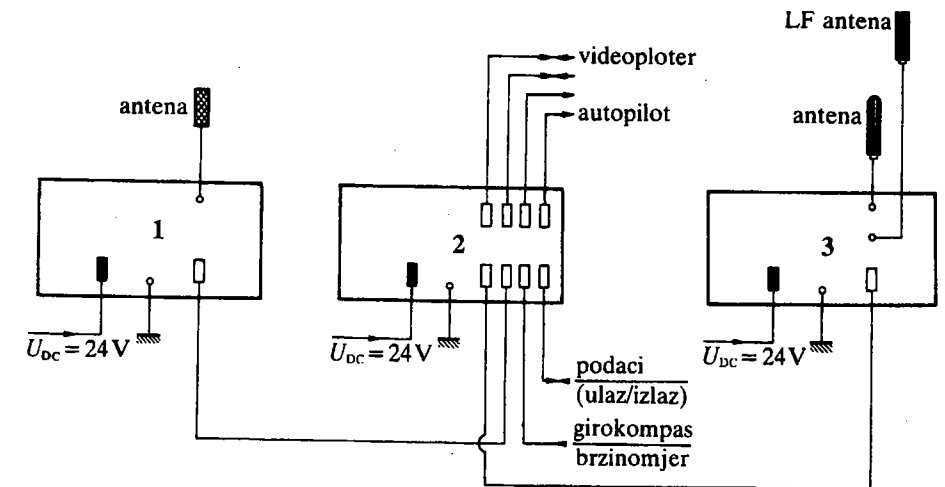 LF antena
videoploter
antena
antena
autopilot
1
2
3
U_DC = 24 V
U_DC = 24 V
U_DC = 24 V
podaci
(ulaz/izlaz)
girokompas
brzinomjer